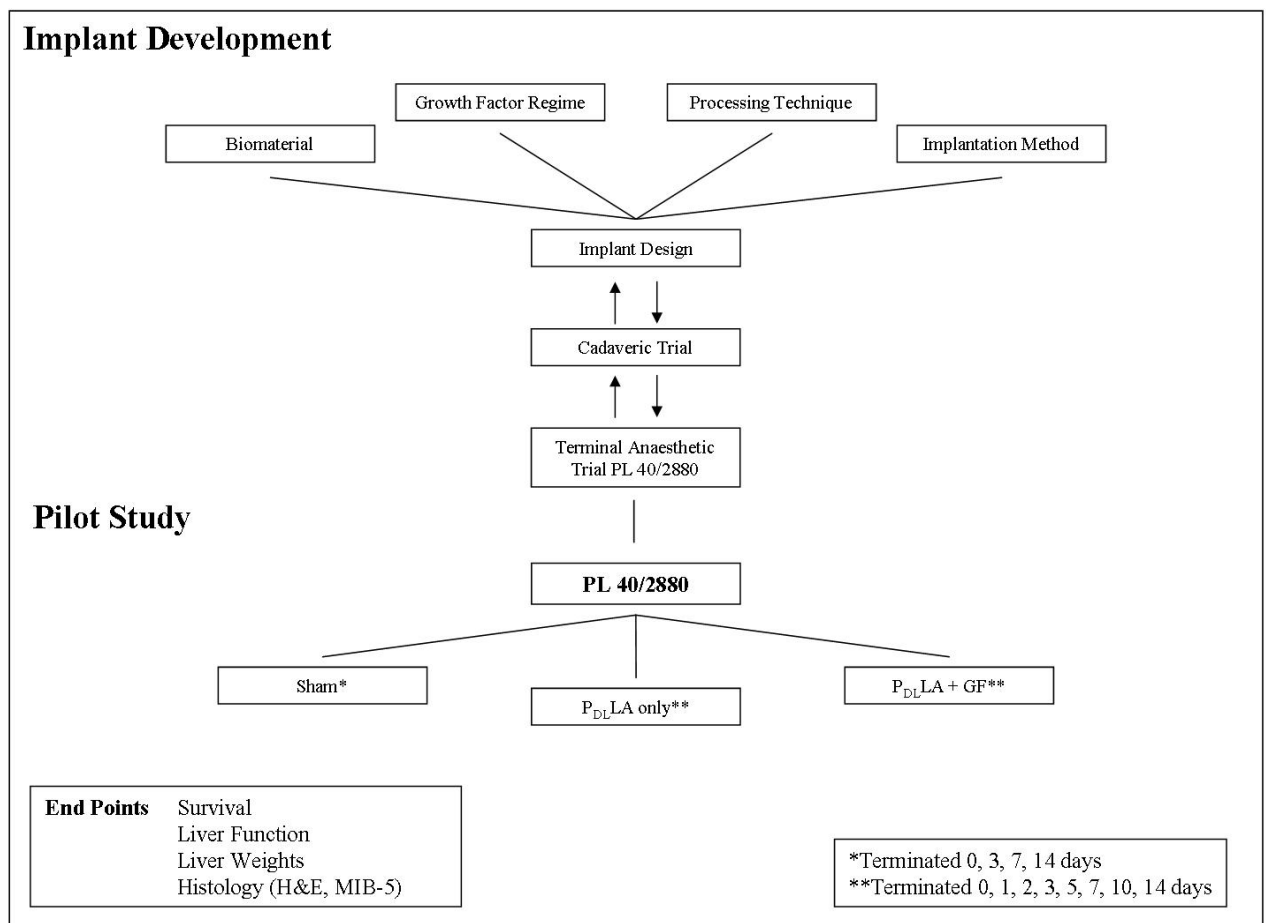 Implant Development
Growth Factor Regime
Processing Technique
Biomaterial
Implantation Method
Implant Design
Cadaveric Trial
Terminal Anaesthetic
Trial PL 40/2880
Pilot Study
PL 40/2880
Sham*
PDLLA only**
PDLLA + GF**
End Points Survival
Liver Function
Liver Weights
Histology (H&E, MIB-5)
*Terminated 0, 3, 7, 14 days
**Terminated 0, 1, 2, 3, 5, 7, 10, 14 days